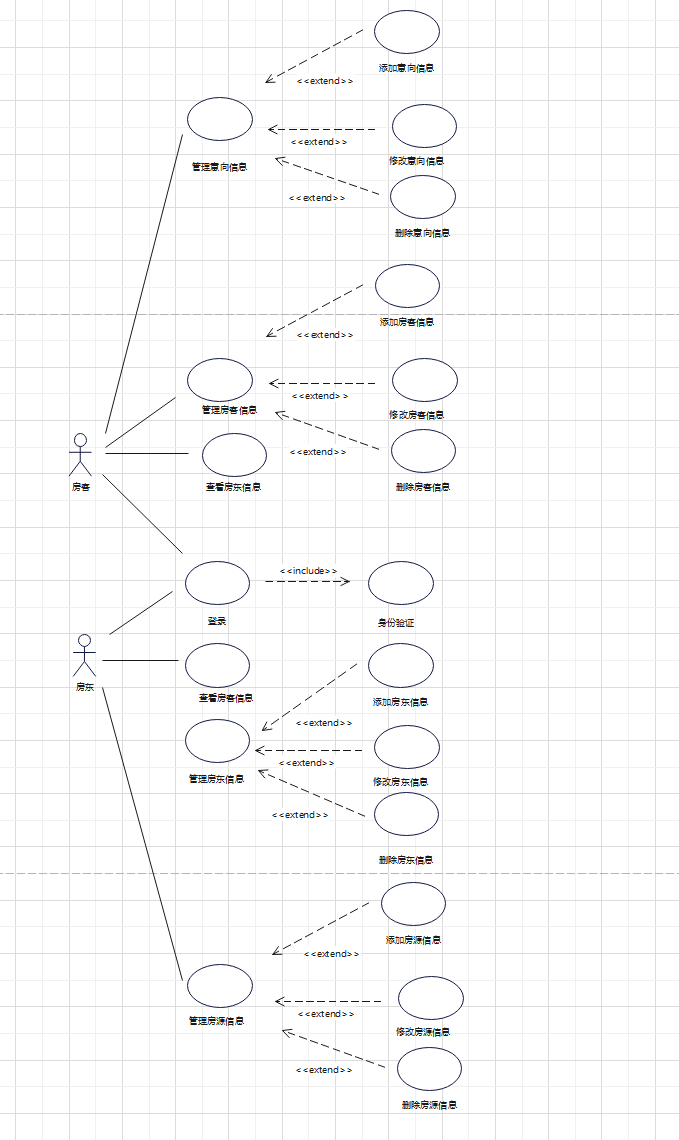 添加意向信息
<<extend>>
<<extend>>
修改意向信息
管理意向信息
<<extend>>
删除意向信息
添加房客信息
<<extend>>
<<extend>>
管理房客信息
修改房客信息
<<extend>>
房客
查看房东信息
删除房客信息
<<include>>
登录
身份验证
房东
查看房客信息
添加房东信息
<<extend>>
<<extend>>
管理房东信息
修改房东信息
<<extend>>
删除房东信息
添加房源信息
<<extend>>
<<extend>>
管理房源信息
修改房源信息
<<extend>>
删除房源信息